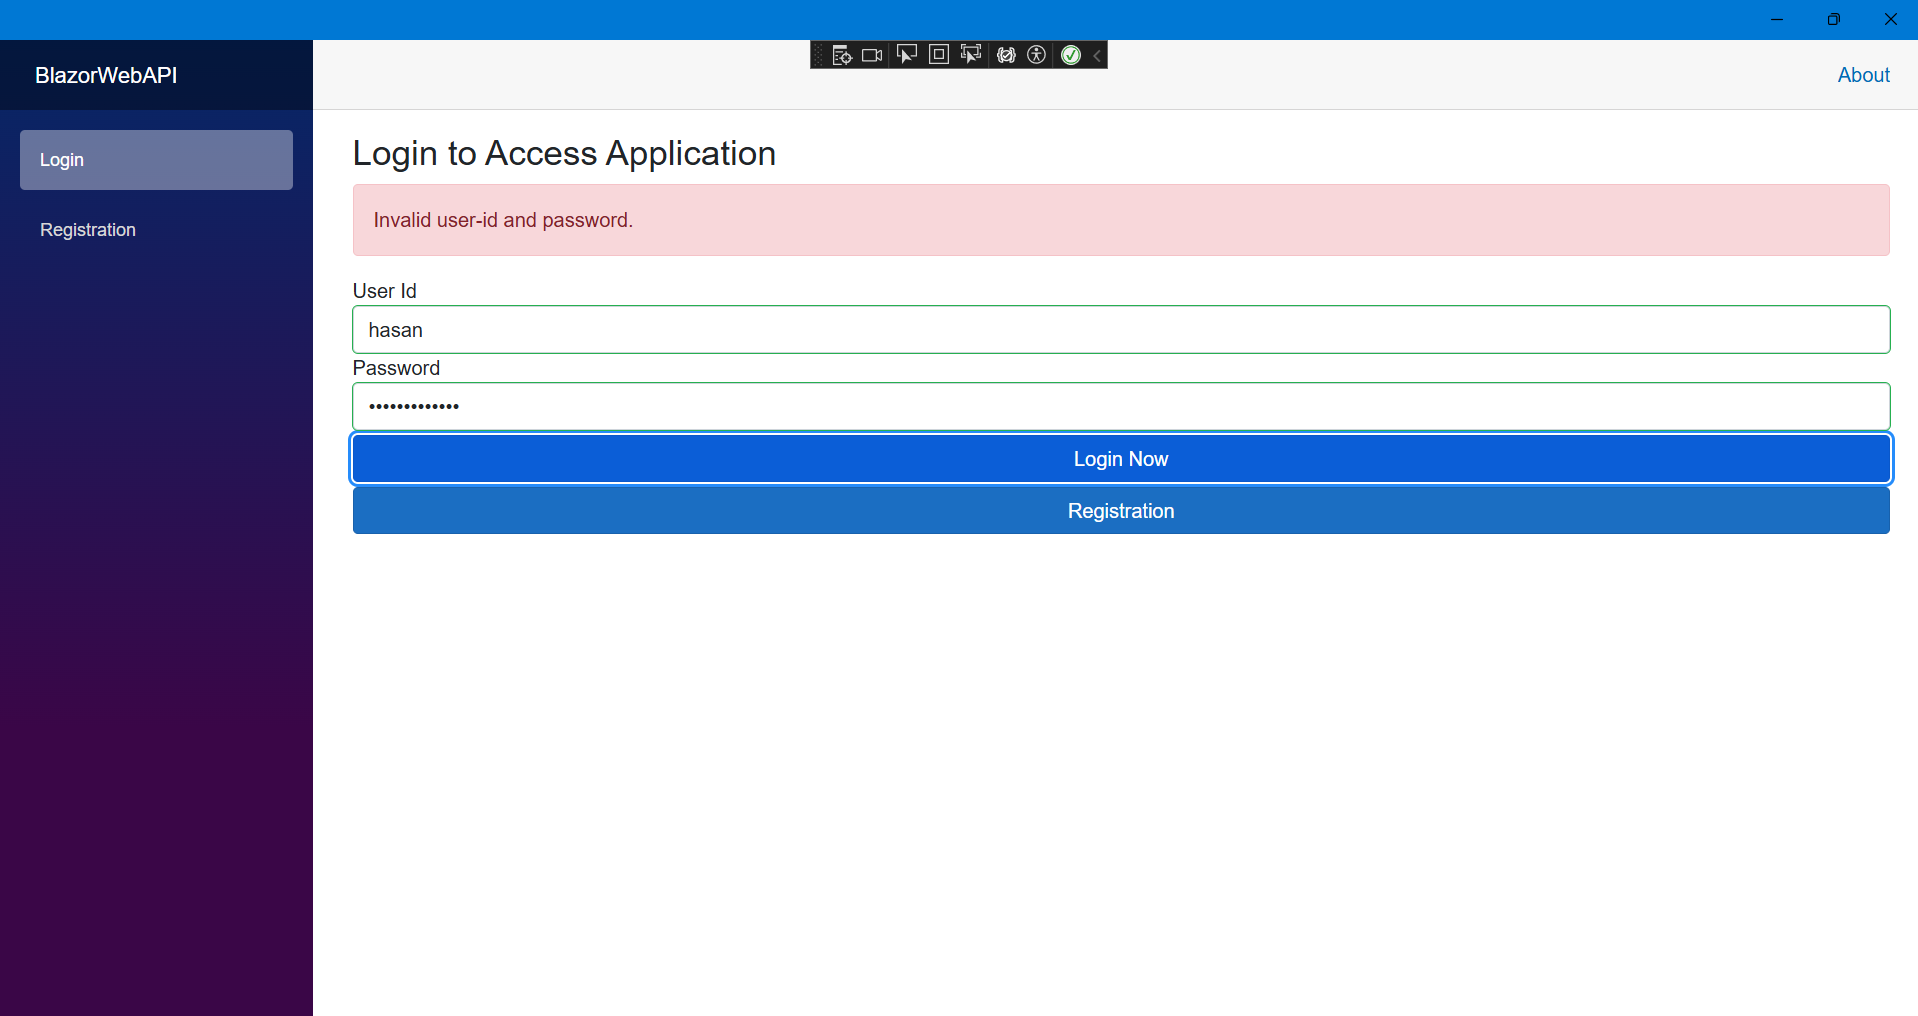 BlazorWebAPI
About
Login
Registration
Login to Access Application
Invalid user-id and password.
User Id
hasan
Password
•••••••••••••
Login Now
Registration